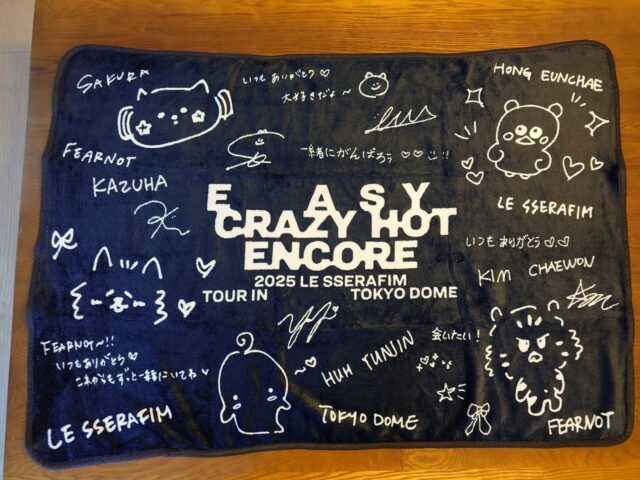 SAKURA
いつも ありがとう♡
大好きだよ〜
HONG EUNCHAE
FEARNOT
一緒にがんばろう ♡♡!!
KAZUHA
LE SSERAFIM
EASY
CRAZY HOT
ENCORE
2025 LE SSERAFIM
TOUR IN TOKYO DOME
いつも ありがとう♡♡
KIM CHAEWON
FEARNOT〜!!
いつもありがとう♡
これからもずっと一緒にいてね♡
会いたい!
HUH YUNJIN
LE SSERAFIM
TOKYO DOME
FEARNOT